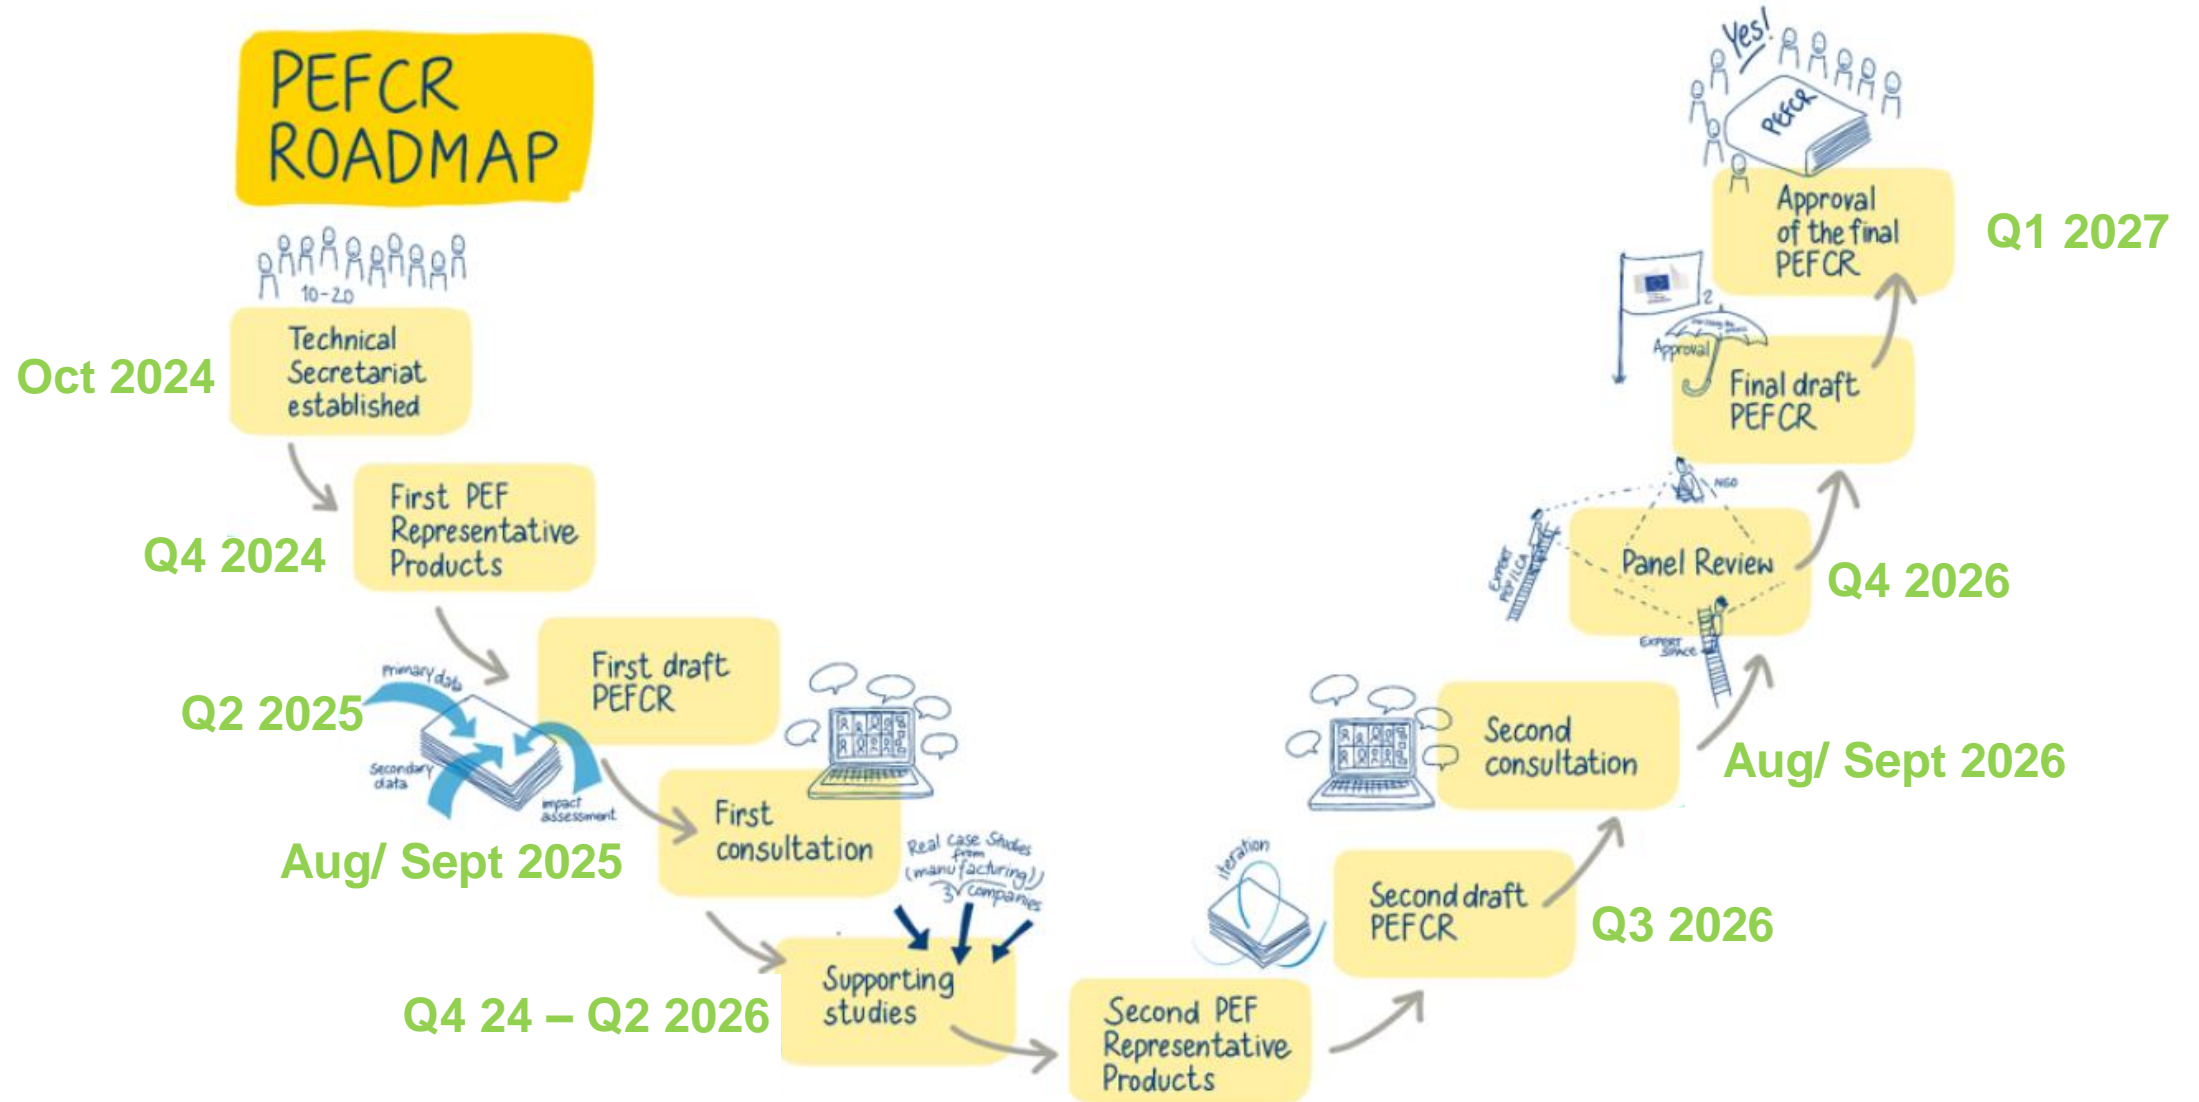 PEFCR
ROADMAP
10-20
Technical
Secretariat
established
Oct 2024
First PEF
Representative
Products
Q4 2024
First draft
PEFCR
Primary data
Secondary
data
impact
assessment
Q2 2025
First
consultation
Aug/ Sept 2025
Real Case Studies
from
(manufacturing)
3 companies
Supporting
studies
Q4 24 – Q2 2026
Second PEF
Representative
Products
iteration
Second draft
PEFCR
Q3 2026
Second
consultation
Aug/ Sept 2026
Panel Review
NGO
EXPERT
PEF/LCA
EXPERT
SPACE
Q4 2026
Final draft
PEFCR
2
Approval
Yes!
PEFCR
Approval
of the final
PEFCR
Q1 2027